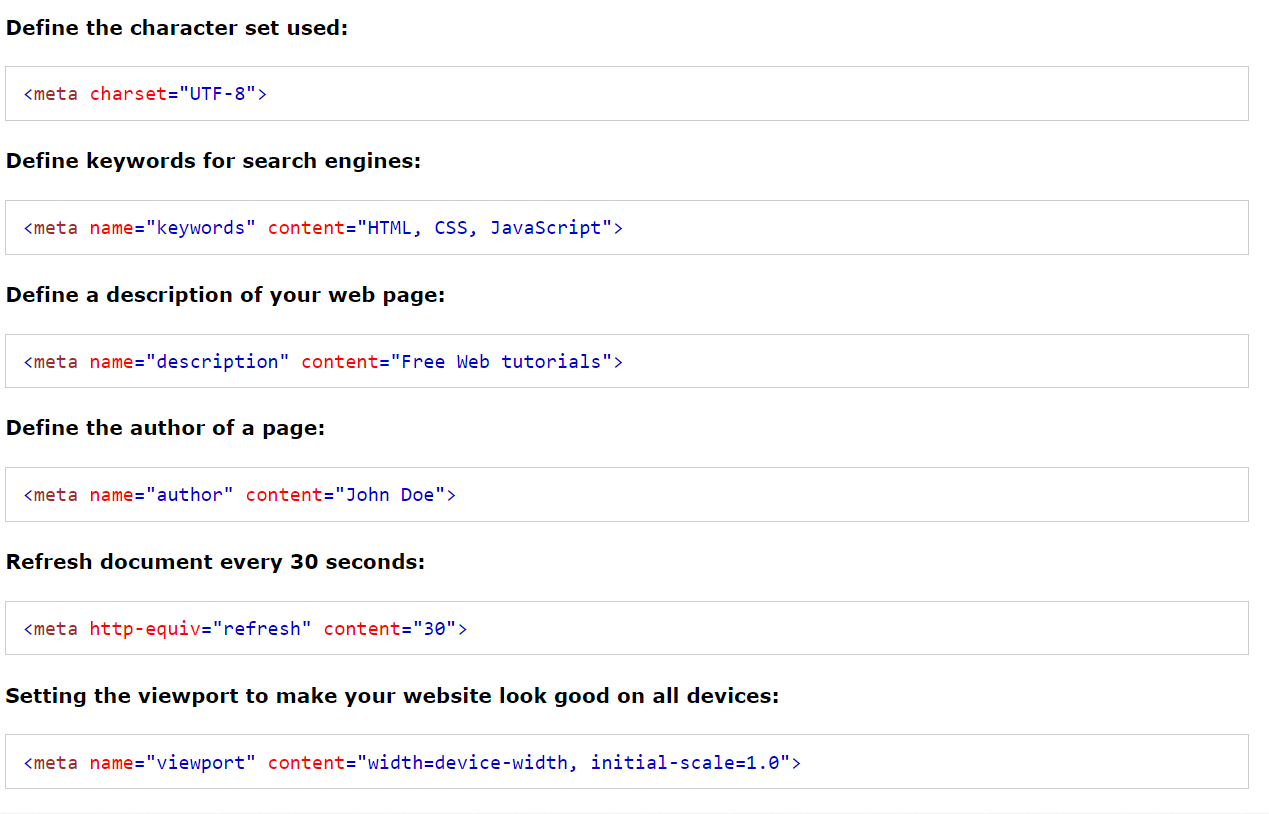 Define the character set used:
<meta charset="UTF-8">
Define keywords for search engines:
<meta name="keywords" content="HTML, CSS, JavaScript">
Define a description of your web page:
<meta name="description" content="Free Web tutorials">
Define the author of a page:
<meta name="author" content="John Doe">
Refresh document every 30 seconds:
<meta http-equiv="refresh" content="30">
Setting the viewport to make your website look good on all devices:
<meta name="viewport" content="width=device-width, initial-scale=1.0">